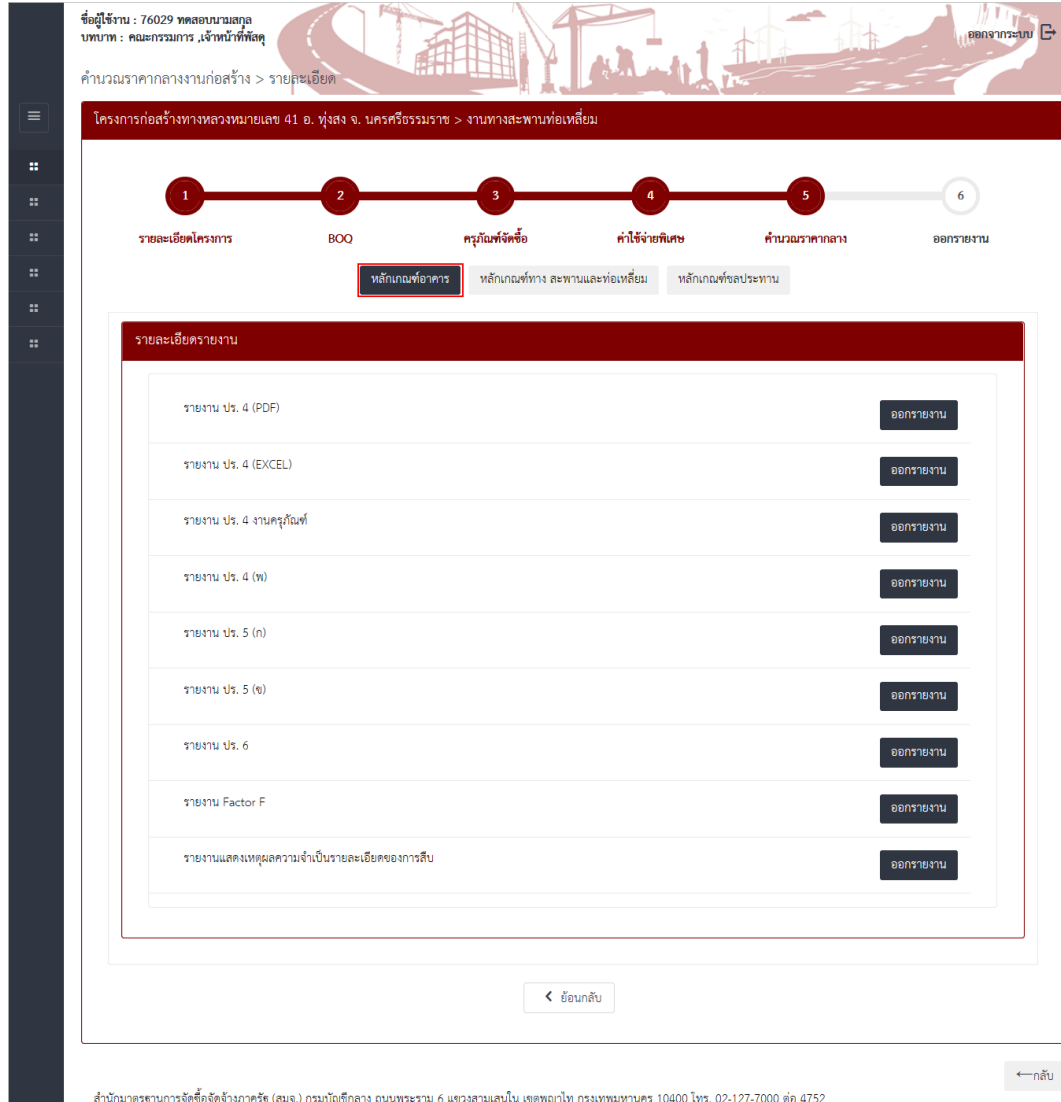 ชื่อผู้ใช้งาน : 76029 ทดสอบนามสกุล
บทบาท : คณะกรรมการ ,เจ้าหน้าที่พัสดุ
ออกจากระบบ
คำนวณราคากลางงานก่อสร้าง > รายละเอียด
โครงการก่อสร้างทางหลวงหมายเลข 41 อ. ทุ่งสง จ. นครศรีธรรมราช > งานทางสะพานท่อเหลี่ยม
1 2 3 4 5 6
รายละเอียดโครงการ BOQ ครุภัณฑ์จัดซื้อ ค่าใช้จ่ายพิเศษ คำนวณราคากลาง ออกรายงาน
หลักเกณฑ์อาคาร หลักเกณฑ์ทาง สะพานและท่อเหลี่ยม หลักเกณฑ์ชลประทาน
รายละเอียดรายงาน
รายงาน ปร. 4 (PDF) ออกรายงาน
รายงาน ปร. 4 (EXCEL) ออกรายงาน
รายงาน ปร. 4 งานครุภัณฑ์ ออกรายงาน
รายงาน ปร. 4 (พ) ออกรายงาน
รายงาน ปร. 5 (ก) ออกรายงาน
รายงาน ปร. 5 (ข) ออกรายงาน
รายงาน ปร. 6 ออกรายงาน
รายงาน Factor F ออกรายงาน
รายงานแสดงเหตุผลความจำเป็นรายละเอียดของการสืบ ออกรายงาน
ย้อนกลับ
←กลับ
สำนักมาตรฐานการจัดซื้อจัดจ้างภาครัฐ (สมจ.) กรมบัญชีกลาง ถนนพระราม 6 แขวงสามเสนใน เขตพญาไท กรุงเทพมหานคร 10400 โทร. 02-127-7000 ต่อ 4752